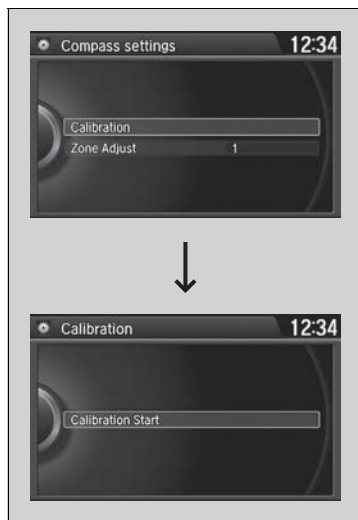 Compass settings 12:34
Calibration
Zone Adjust 1
Calibration 12:34
Calibration Start